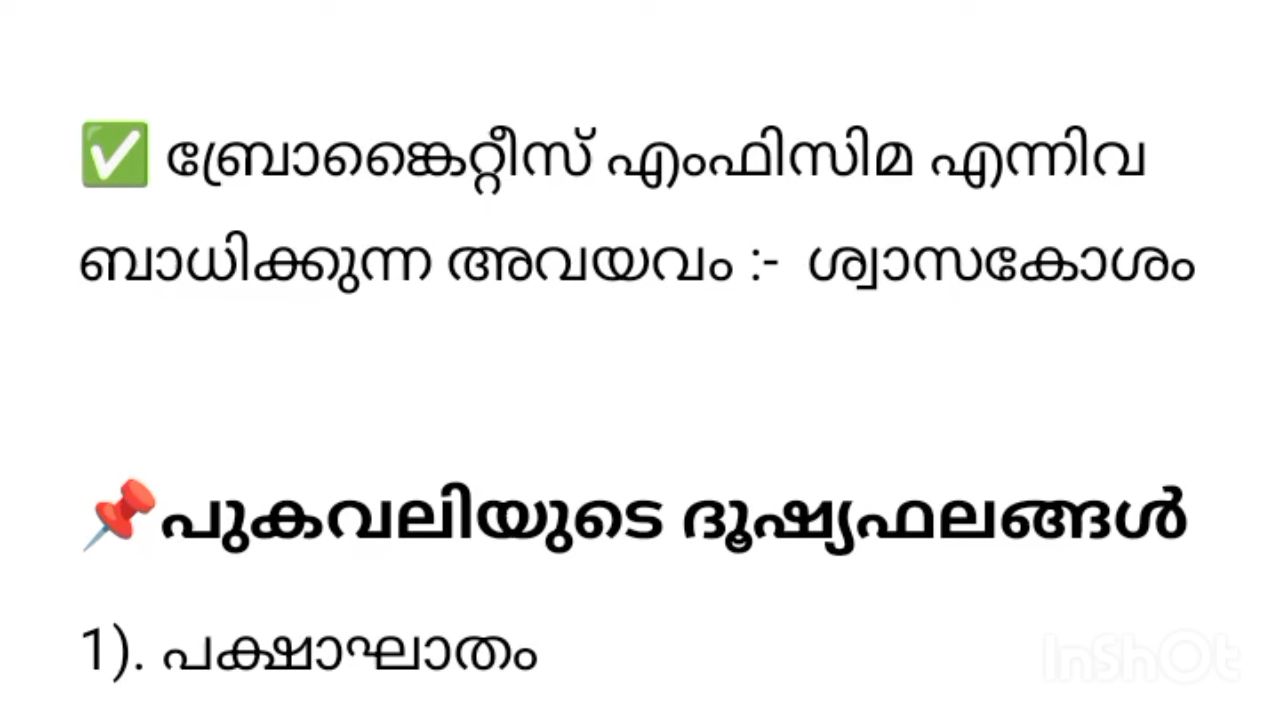 ✅ ബ്രോങ്കൈറ്റീസ് എംഫിസിമ എന്നിവ
ബാധിക്കുന്ന അവയവം :- ശ്വാസകോശം
📌പുകവലിയുടെ ദൂഷ്യഫലങ്ങൾ
1). പക്ഷാഘാതം
InShOt